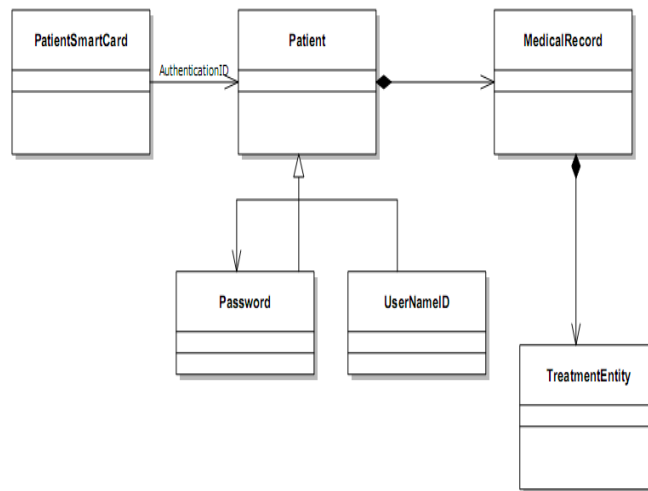 PatientSmartCard
Patient
MedicalRecord
AuthenticationID
Password
UserNameID
TreatmentEntity